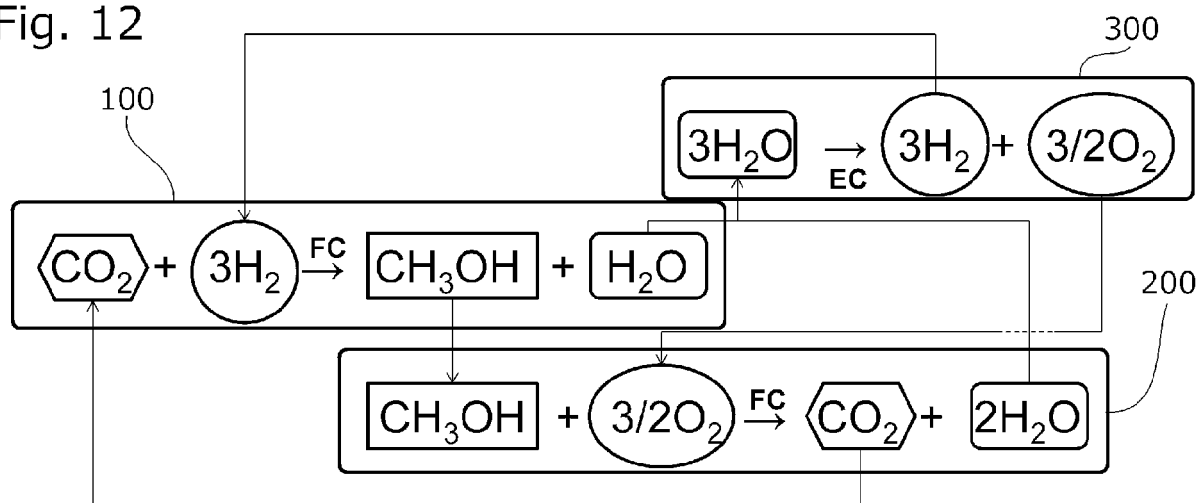 Fig. 12
300
100
3H₂O → EC 3H₂ + 3/2O₂
CO₂ + 3H₂ FC → CH₃OH + H₂O
200
CH₃OH + 3/2O₂ FC → CO₂ + 2H₂O